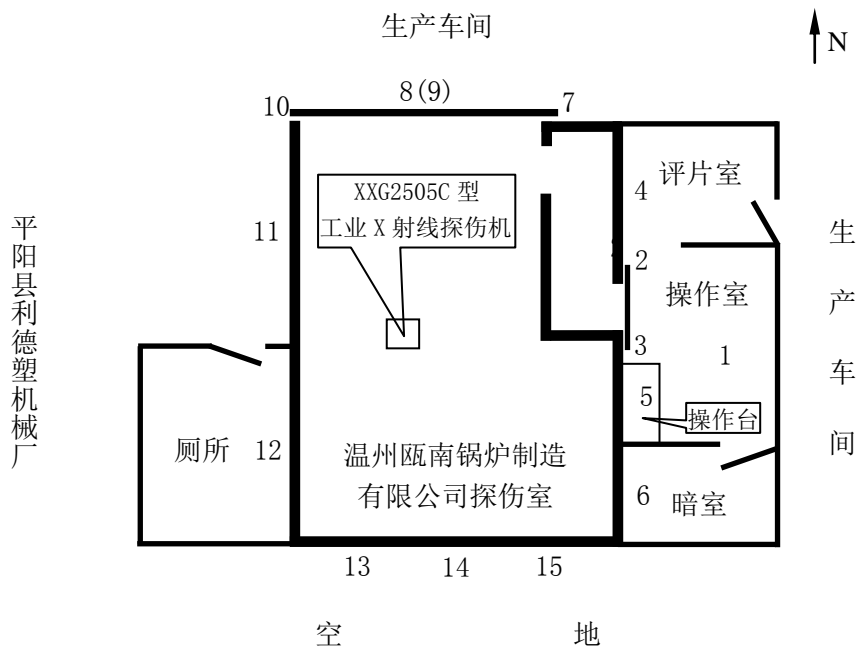 生产车间
N
8(9)
10
7
XXG2505C 型
工业 X 射线探伤机
评片室
4
11
2
操作室
3
1
5
操作台
平阳县利德塑机械厂
生产车间
厕所
12
温州瓯南锅炉制造
有限公司探伤室
6
暗室
13
14
15
空地